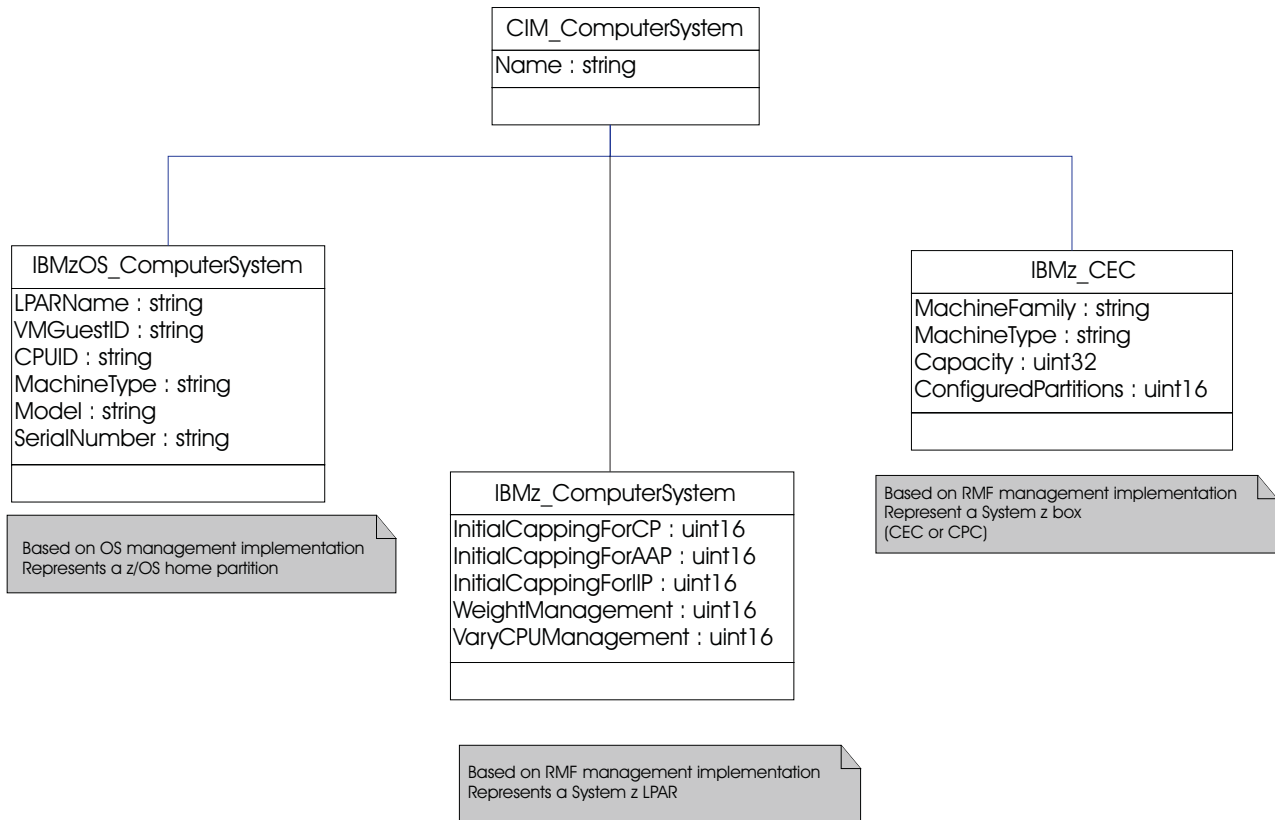 CIM_ComputerSystem
Name : string
IBMzOS_ComputerSystem
LPARName : string
VMGuestID : string
CPUID : string
MachineType : string
Model : string
SerialNumber : string
Based on OS management implementation
Represents a z/OS home partition
IBMz_ComputerSystem
InitialCappingForCP : uint16
InitialCappingForAAP : uint16
InitialCappingForIIP : uint16
WeightManagement : uint16
VaryCPUManagement : uint16
Based on RMF management implementation
Represents a System z LPAR
IBMz_CEC
MachineFamily : string
MachineType : string
Capacity : uint32
ConfiguredPartitions : uint16
Based on RMF management implementation
Represent a System z box
(CEC or CPC)